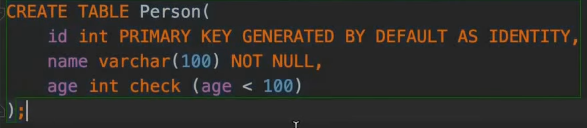 CREATE TABLE Person(
    id int PRIMARY KEY GENERATED BY DEFAULT AS IDENTITY,
    name varchar(100) NOT NULL,
    age int check (age < 100)
);